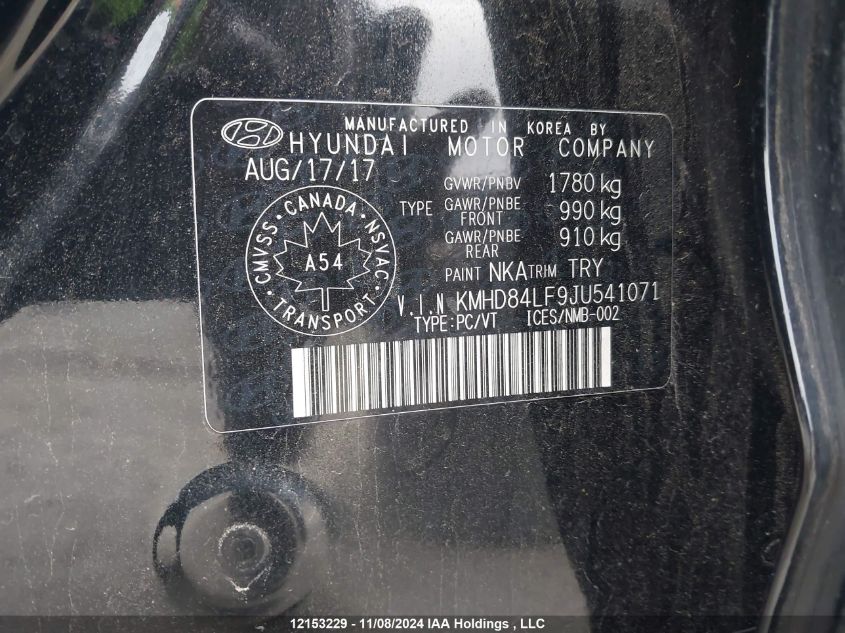 MANUFACTURED IN KOREA BY
HYUNDAI MOTOR COMPANY
AUG/17/17
GVWR/PNBV 1780 kg
TYPE GAWR/PNBE FRONT 990 kg
GAWR/PNBE REAR 910 kg
CANADA
CMVSS NSVAC
A54
TRANSPORT
PAINT NKA TRIM TRY
V.I.N KMHD84LF9JU541071
TYPE:PC/VT ICES/NMB-002
12153229 - 11/08/2024 IAA Holdings , LLC